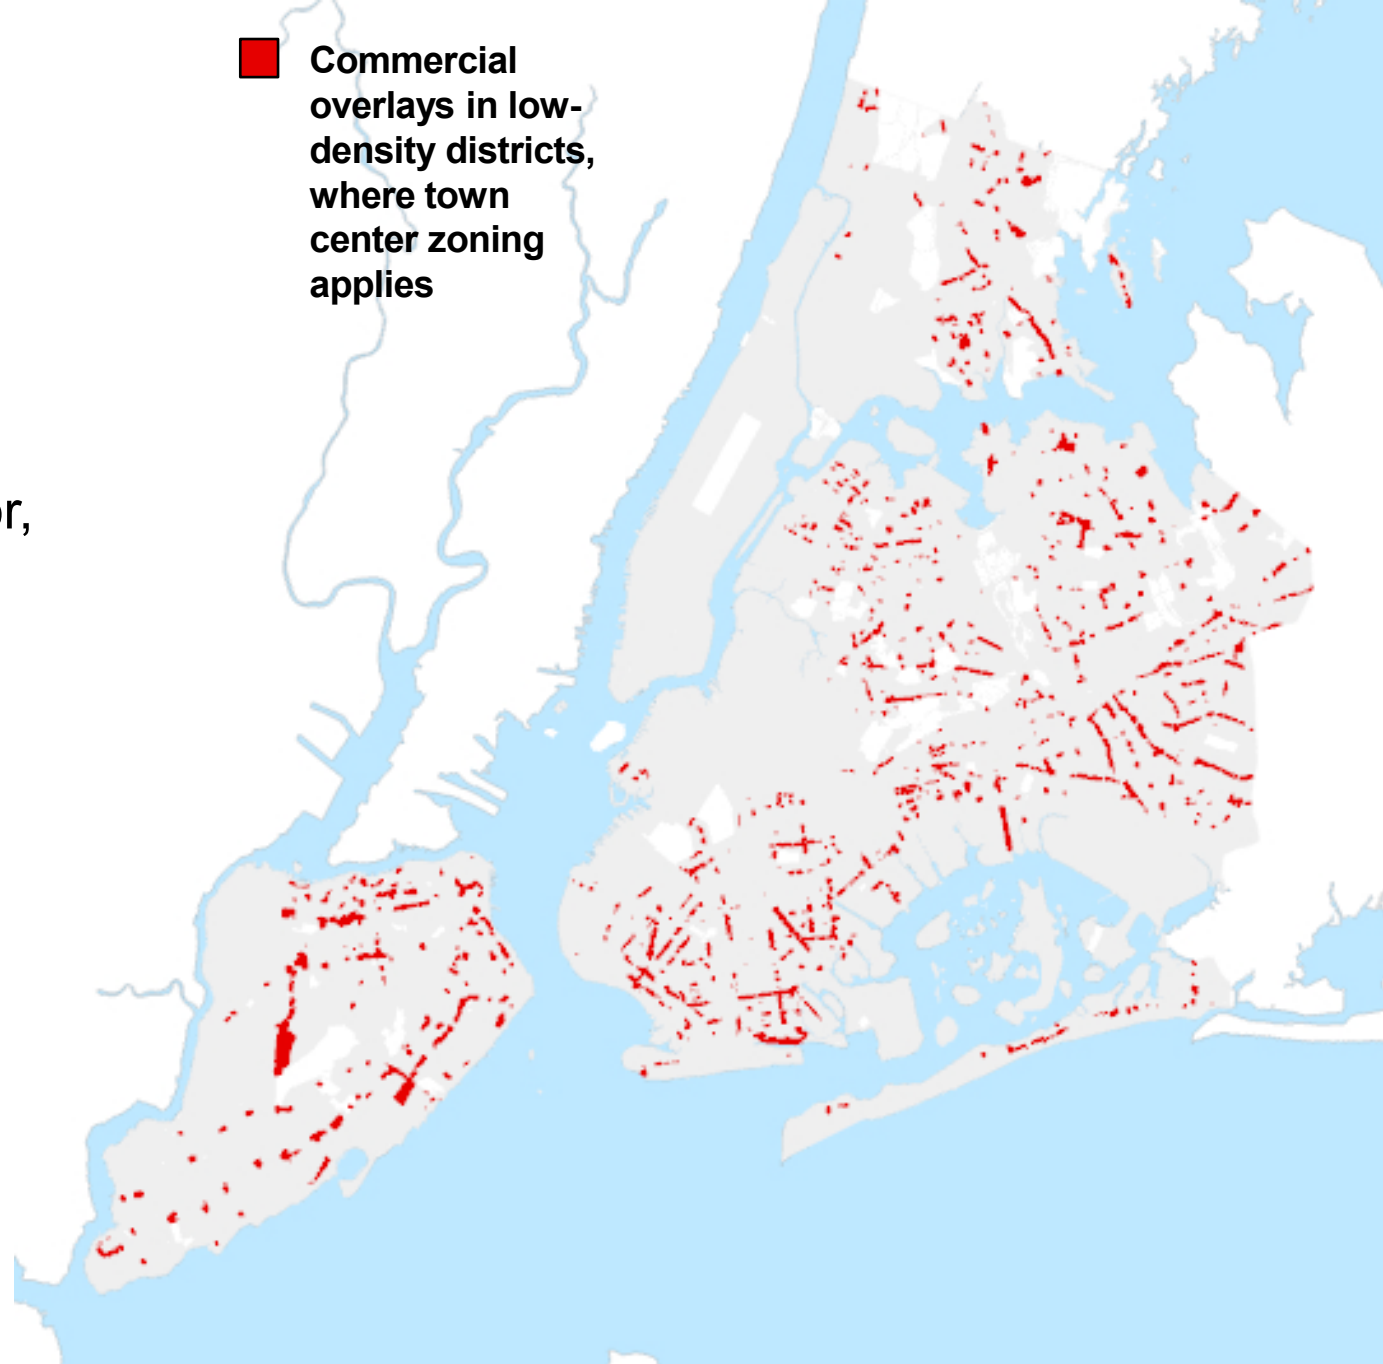 Commercial
overlays in low-
density districts,
where town
center zoning
applies
r,